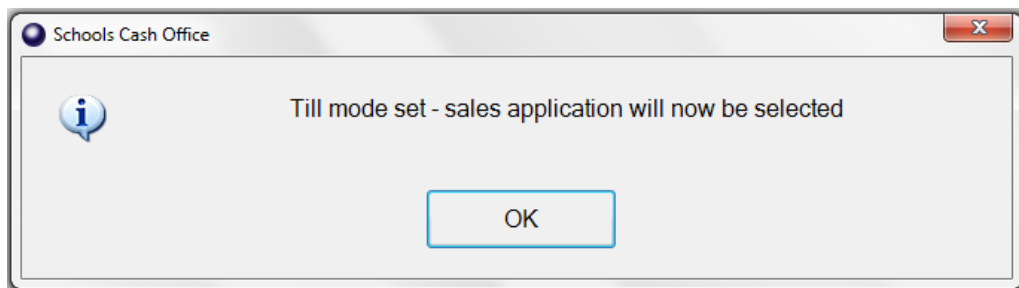 Schools Cash Office
Till mode set - sales application will now be selected
OK